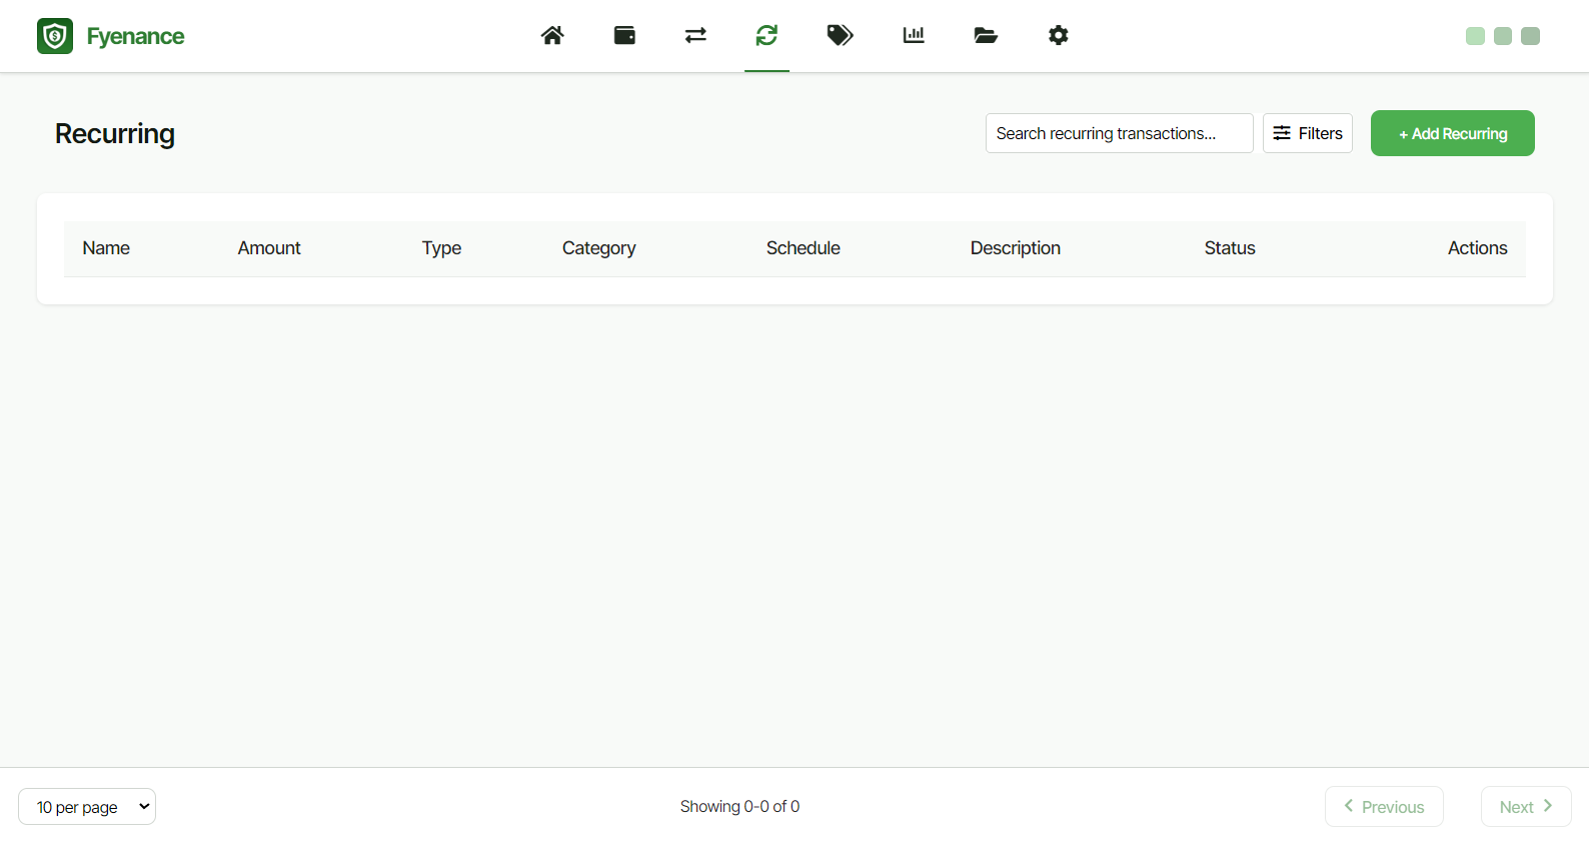 Fyenance
Recurring
Search recurring transactions...
Filters
+ Add Recurring
Name Amount Type Category Schedule Description Status Actions
10 per page
Showing 0-0 of 0
Previous
Next